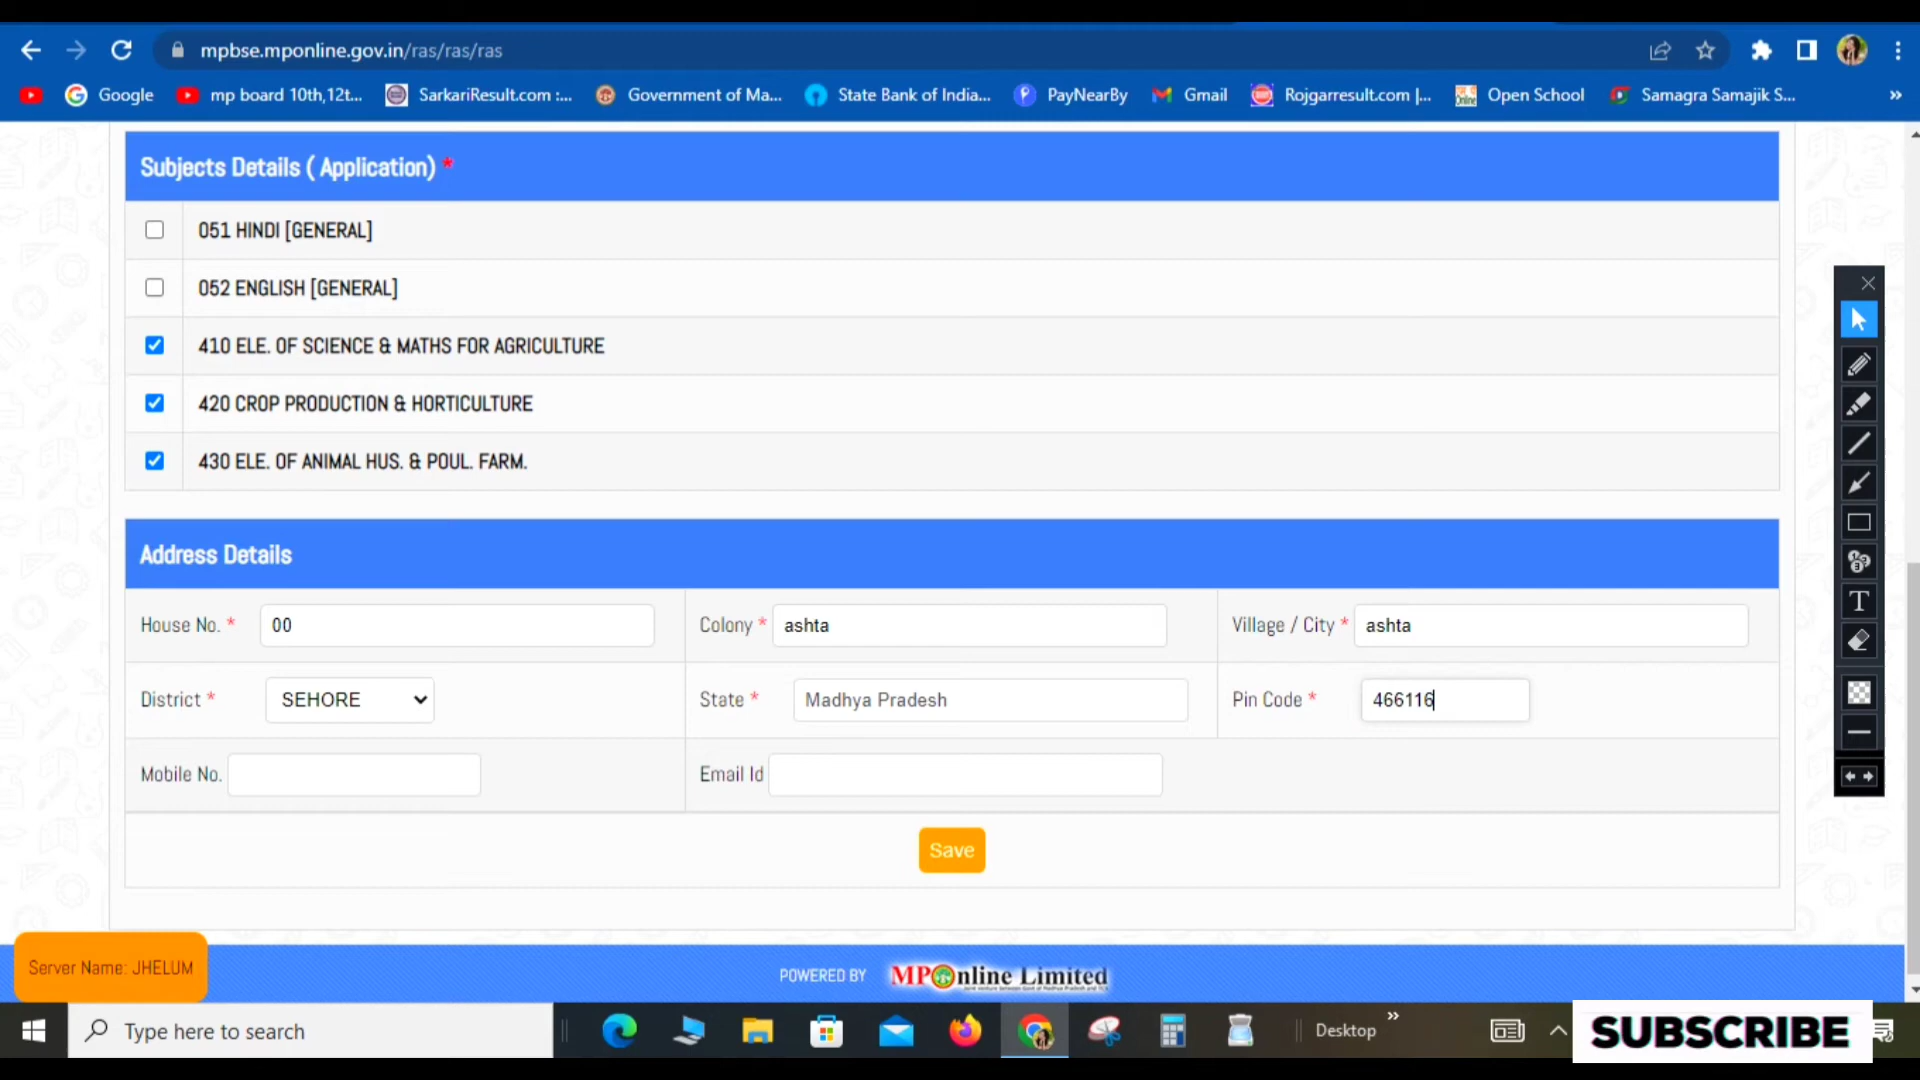 mpbse.mponline.gov.in/ras/ras/ras
Google mp board 10th,12t... SarkariResult.com :... Government of Ma... State Bank of India... PayNearBy Gmail Rojgarresult.com |... Open School Samagra Samajik S... »
Subjects Details ( Application) *
051 HINDI [GENERAL]
052 ENGLISH [GENERAL]
410 ELE. OF SCIENCE & MATHS FOR AGRICULTURE
420 CROP PRODUCTION & HORTICULTURE
430 ELE. OF ANIMAL HUS. & POUL. FARM.
Address Details
House No. * 00 Colony * ashta Village / City * ashta
District * SEHORE State * Madhya Pradesh Pin Code * 466116
Mobile No. Email Id
Save
Server Name: JHELUM
POWERED BY MPOnline Limited
Type here to search Desktop » SUBSCRIBE